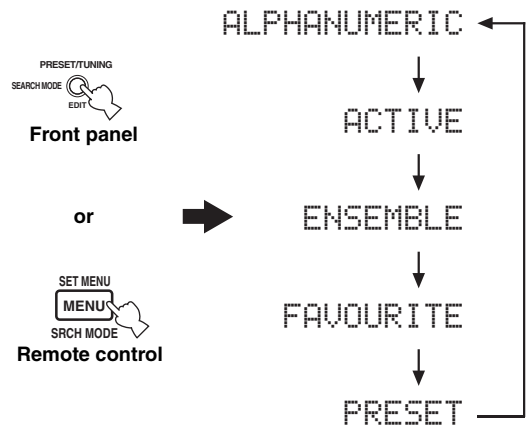 PRESET/TUNING
SEARCH MODE
EDIT
Front panel
or
SET MENU
MENU
SRCH MODE
Remote control
ALPHANUMERIC
ACTIVE
ENSEMBLE
FAVOURITE
PRESET